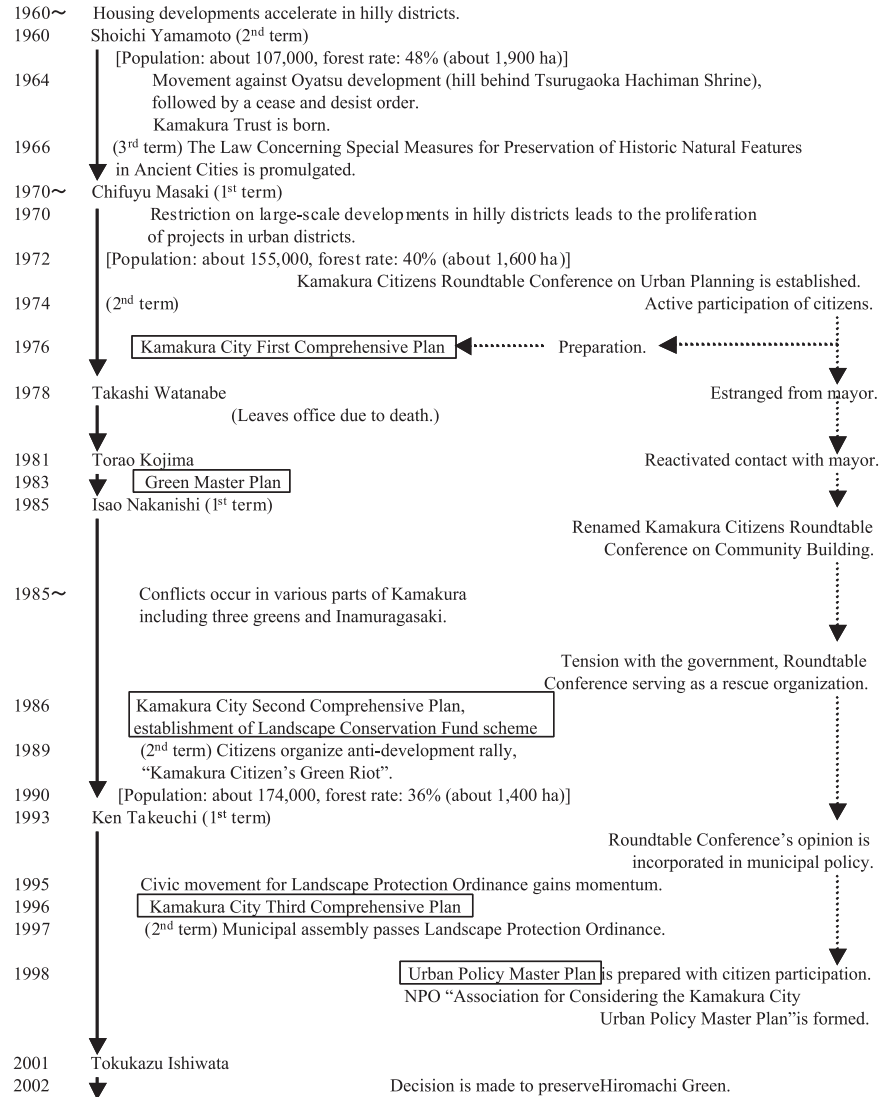 1960～ Housing developments accelerate in hilly districts.
1960 Shoichi Yamamoto (2nd term)
[Population: about 107,000, forest rate: 48% (about 1,900 ha)]
1964 Movement against Oyatsu development (hill behind Tsurugaoka Hachiman Shrine),
followed by a cease and desist order.
Kamakura Trust is born.
1966 (3rd term) The Law Concerning Special Measures for Preservation of Historic Natural Features
in Ancient Cities is promulgated.
1970～ Chifuyu Masaki (1st term)
1970 Restriction on large-scale developments in hilly districts leads to the proliferation
of projects in urban districts.
1972 [Population: about 155,000, forest rate: 40% (about 1,600 ha)]
Kamakura Citizens Roundtable Conference on Urban Planning is established.
1974 (2nd term) Active participation of citizens.
1976 Kamakura City First Comprehensive Plan Preparation.
1978 Takashi Watanabe Estranged from mayor.
(Leaves office due to death.)
1981 Torao Kojima Reactivated contact with mayor.
1983 Green Master Plan
1985 Isao Nakanishi (1st term)
Renamed Kamakura Citizens Roundtable
Conference on Community Building.
1985～ Conflicts occur in various parts of Kamakura
including three greens and Inamuragasaki.
Tension with the government, Roundtable
Conference serving as a rescue organization.
1986 Kamakura City Second Comprehensive Plan,
establishment of Landscape Conservation Fund scheme
1989 (2nd term) Citizens organize anti-development rally,
“Kamakura Citizen’s Green Riot”.
1990 [Population: about 174,000, forest rate: 36% (about 1,400 ha)]
1993 Ken Takeuchi (1st term)
Roundtable Conference’s opinion is
incorporated in municipal policy.
1995 Civic movement for Landscape Protection Ordinance gains momentum.
1996 Kamakura City Third Comprehensive Plan
1997 (2nd term) Municipal assembly passes Landscape Protection Ordinance.
1998 Urban Policy Master Plan is prepared with citizen participation.
NPO “Association for Considering the Kamakura City
Urban Policy Master Plan”is formed.
2001 Tokukazu Ishiwata
2002 Decision is made to preserveHiromachi Green.